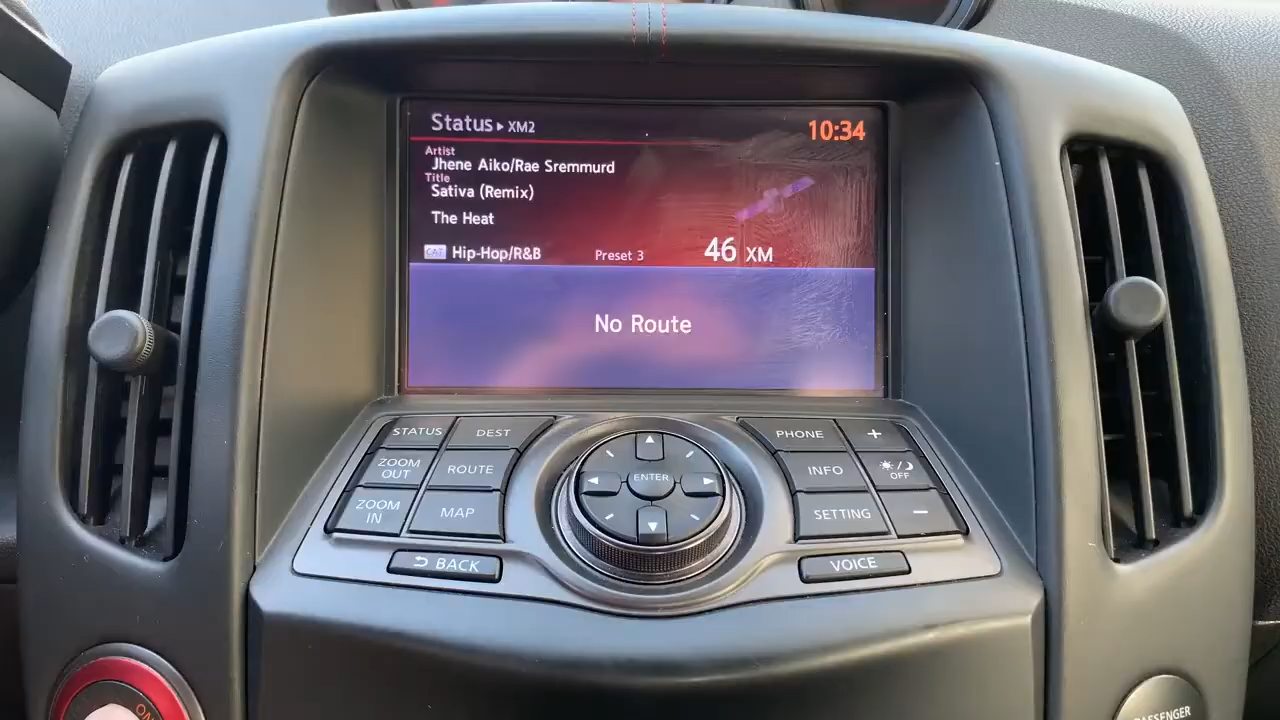 Status ▸ XM2
10:34
Artist
Jhene Aiko/Rae Sremmurd
Title
Sativa (Remix)
The Heat
CAT Hip-Hop/R&B Preset 3 46 XM
No Route
STATUS DEST
ZOOM OUT
ROUTE
ZOOM IN
MAP
BACK
ENTER
PHONE +
INFO
OFF
SETTING −
VOICE
ON
PASSENGER